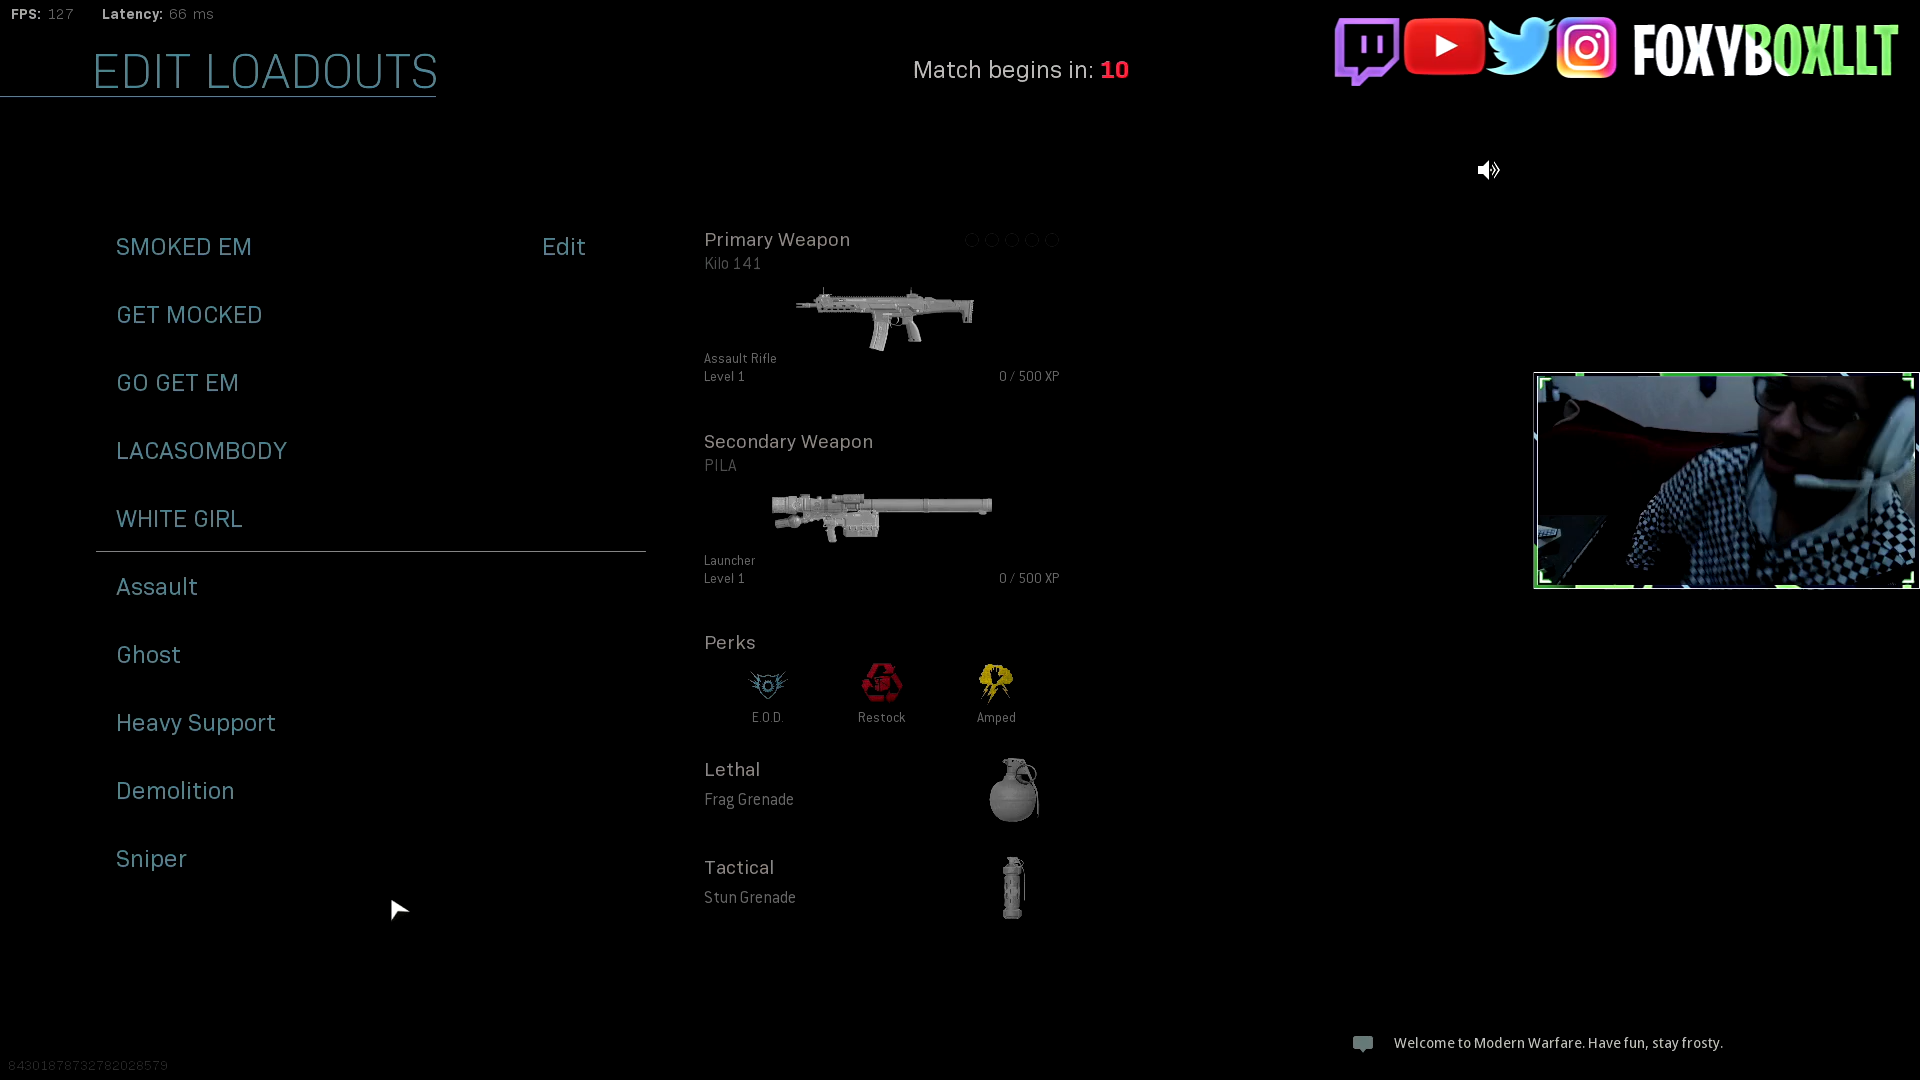 FPS: 127 Latency: 66 ms
EDIT LOADOUTS
Match begins in: 10
FOXYBOXLLT
SMOKED EM Edit
GET MOCKED
GO GET EM
LACASOMBODY
WHITE GIRL
Assault
Ghost
Heavy Support
Demolition
Sniper
Primary Weapon
Kilo 141
Assault Rifle
Level 1 0 / 500 XP
Secondary Weapon
PILA
Launcher
Level 1 0 / 500 XP
Perks
E.O.D. Restock Amped
Lethal
Frag Grenade
Tactical
Stun Grenade
Welcome to Modern Warfare. Have fun, stay frosty.
84301878732782028579